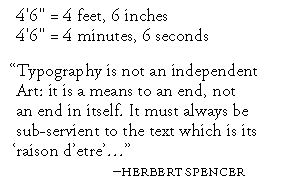 4'6" = 4 feet, 6 inches
4'6" = 4 minutes, 6 seconds
“Typography is not an independent
Art: it is a means to an end, not
an end in itself. It must always be
sub-servient to the text which is its
‘raison d’etre’...”
–HERBERT SPENCER